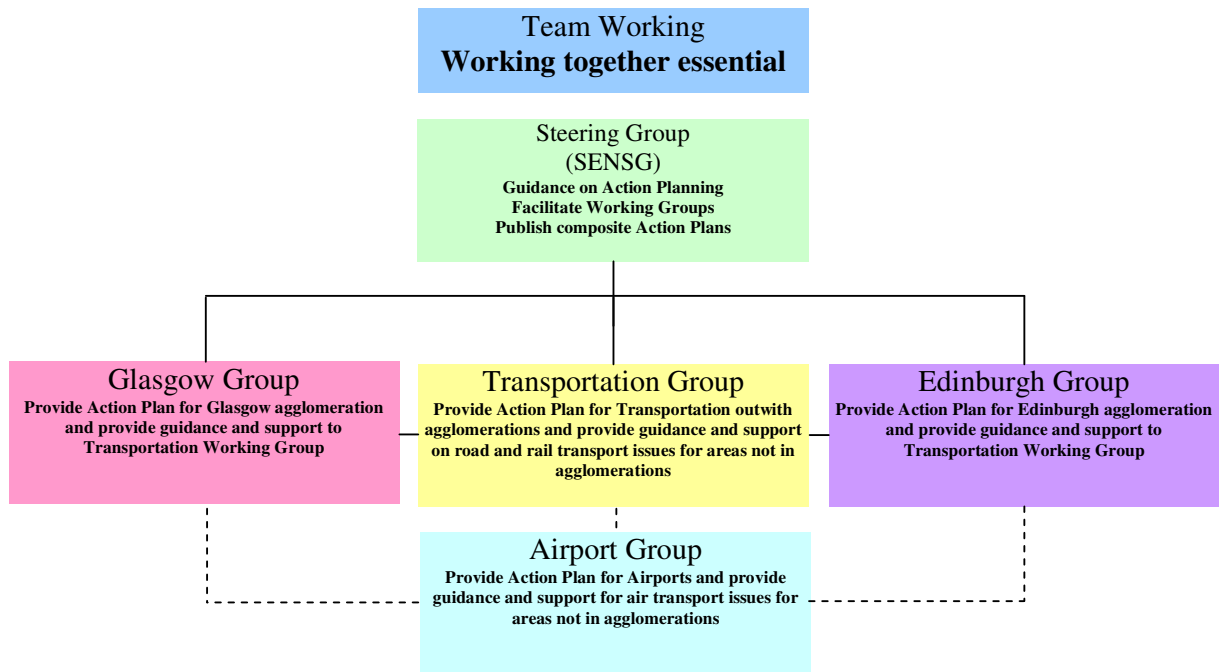 Team Working
Working together essential
Steering Group
(SENSG)
Guidance on Action Planning
Facilitate Working Groups
Publish composite Action Plans
Glasgow Group
Provide Action Plan for Glasgow agglomeration
and provide guidance and support to
Transportation Working Group
Transportation Group
Provide Action Plan for Transportation outwith
agglomerations and provide guidance and support
on road and rail transport issues for areas not in
agglomerations
Edinburgh Group
Provide Action Plan for Edinburgh agglomeration
and provide guidance and support to
Transportation Working Group
Airport Group
Provide Action Plan for Airports and provide
guidance and support for air transport issues for
areas not in agglomerations